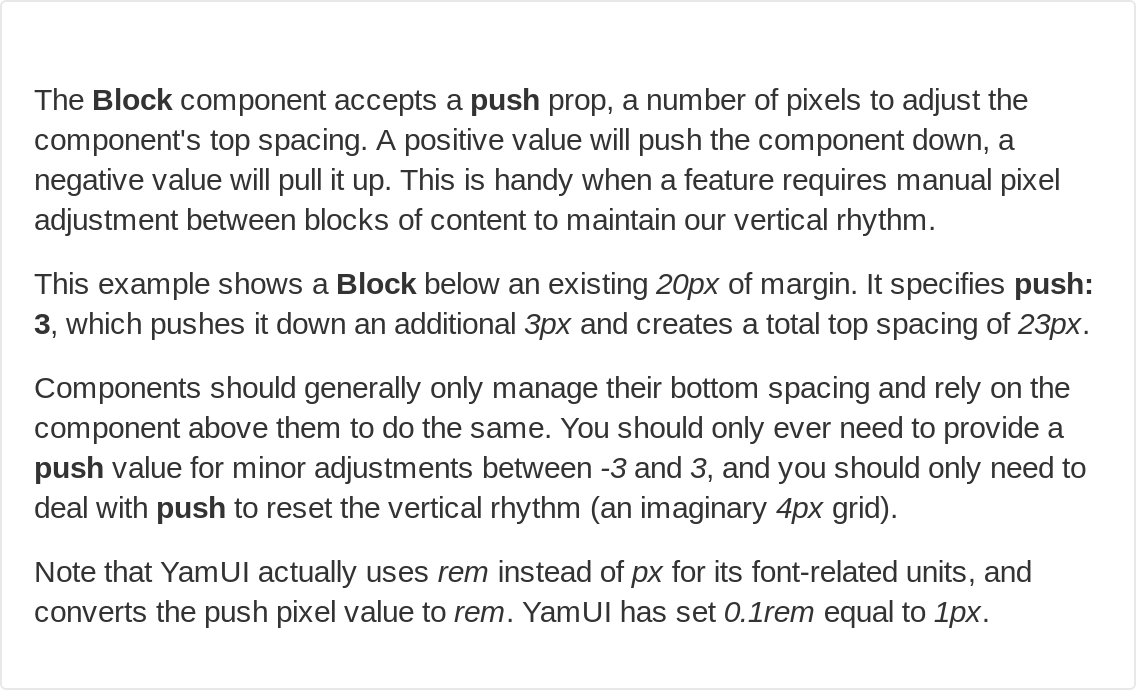 The Block component accepts a push prop, a number of pixels to adjust the
component's top spacing. A positive value will push the component down, a
negative value will pull it up. This is handy when a feature requires manual pixel
adjustment between blocks of content to maintain our vertical rhythm.
This example shows a Block below an existing 20px of margin. It specifies push:
3, which pushes it down an additional 3px and creates a total top spacing of 23px.
Components should generally only manage their bottom spacing and rely on the
component above them to do the same. You should only ever need to provide a
push value for minor adjustments between -3 and 3, and you should only need to
deal with push to reset the vertical rhythm (an imaginary 4px grid).
Note that YamUI actually uses rem instead of px for its font-related units, and
converts the push pixel value to rem. YamUI has set 0.1rem equal to 1px.